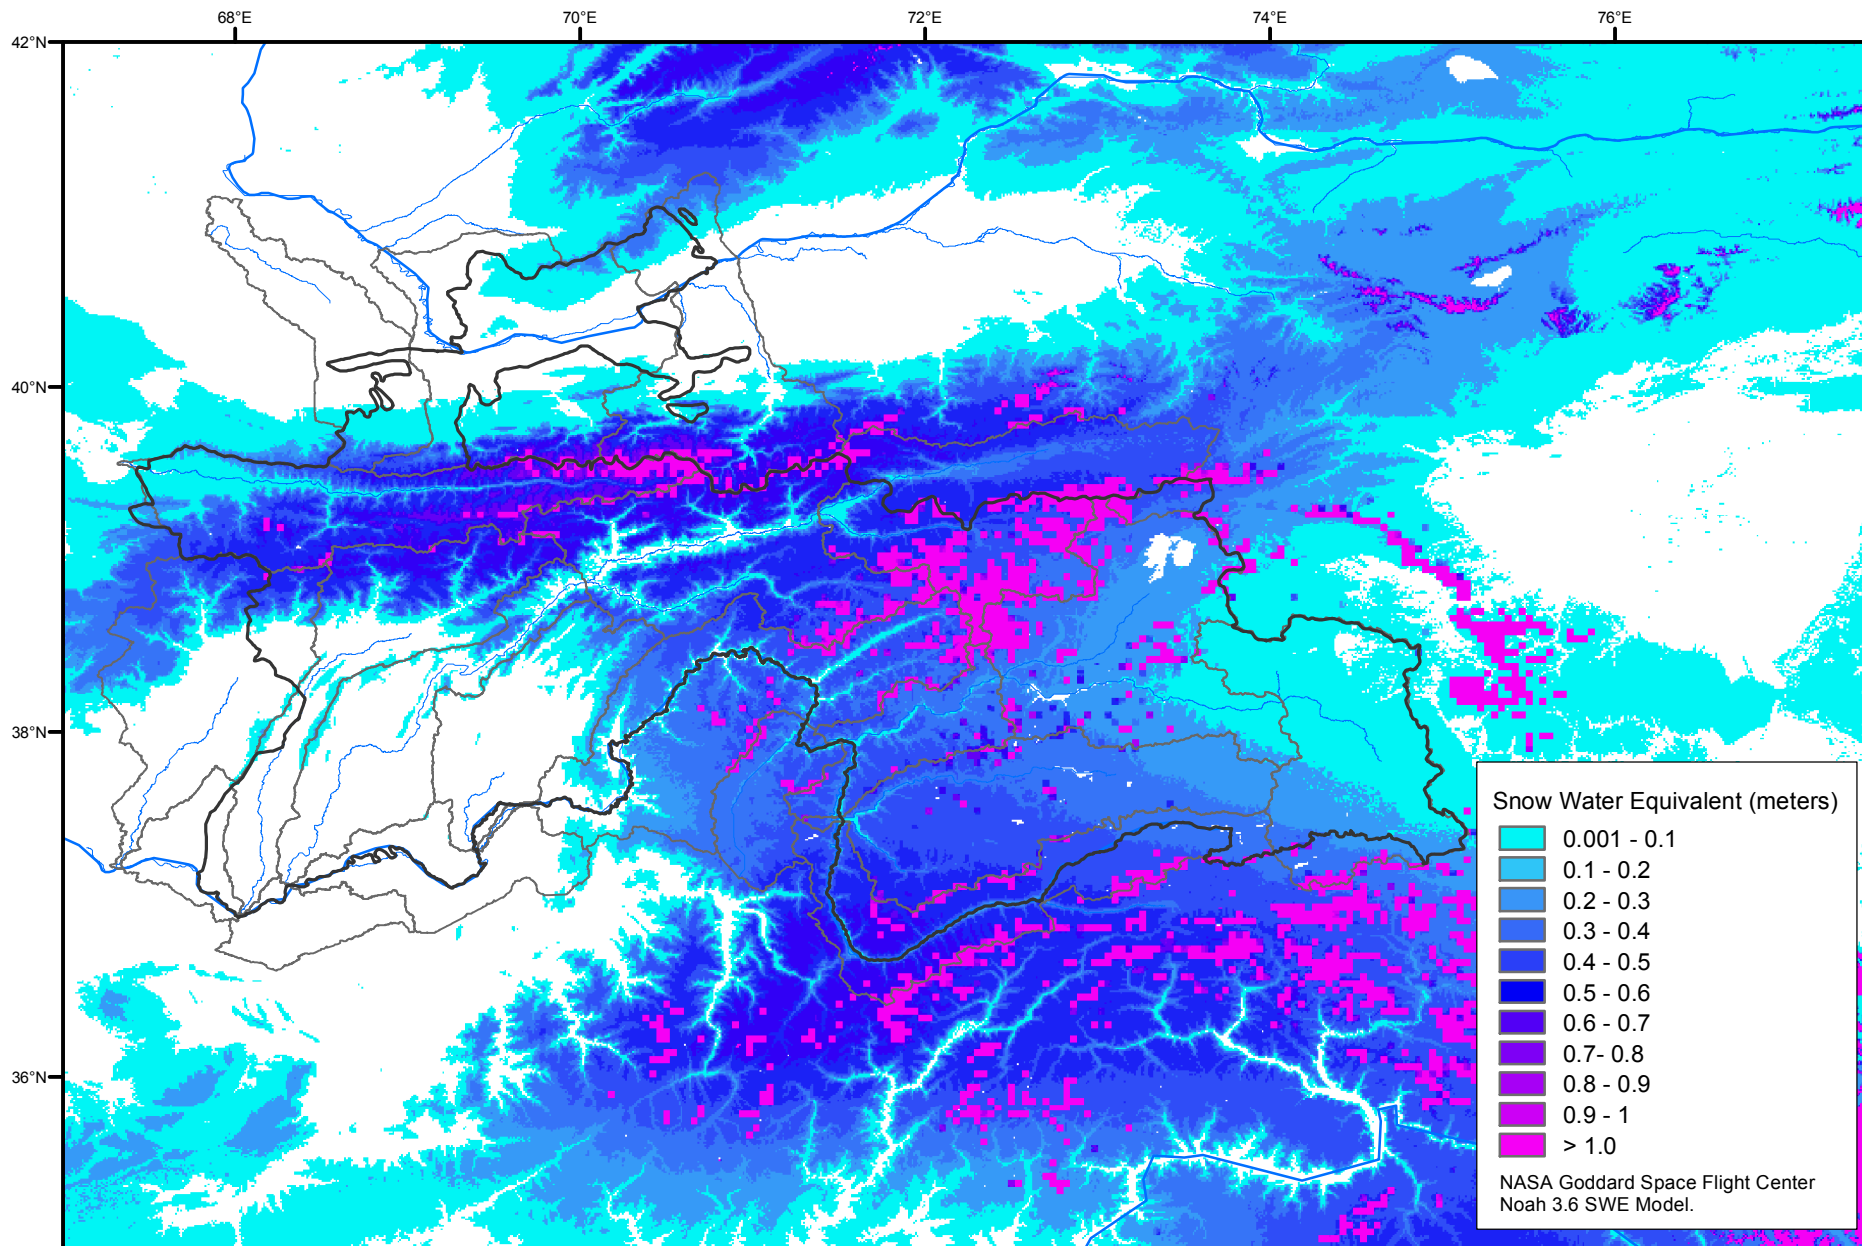 68°E
70°E
72°E
74°E
76°E
42°N
40°N
38°N
36°N
Snow Water Equivalent (meters)
0.001 - 0.1
0.1 - 0.2
0.2 - 0.3
0.3 - 0.4
0.4 - 0.5
0.5 - 0.6
0.6 - 0.7
0.7- 0.8
0.8 - 0.9
0.9 - 1
> 1.0
NASA Goddard Space Flight Center
Noah 3.6 SWE Model.